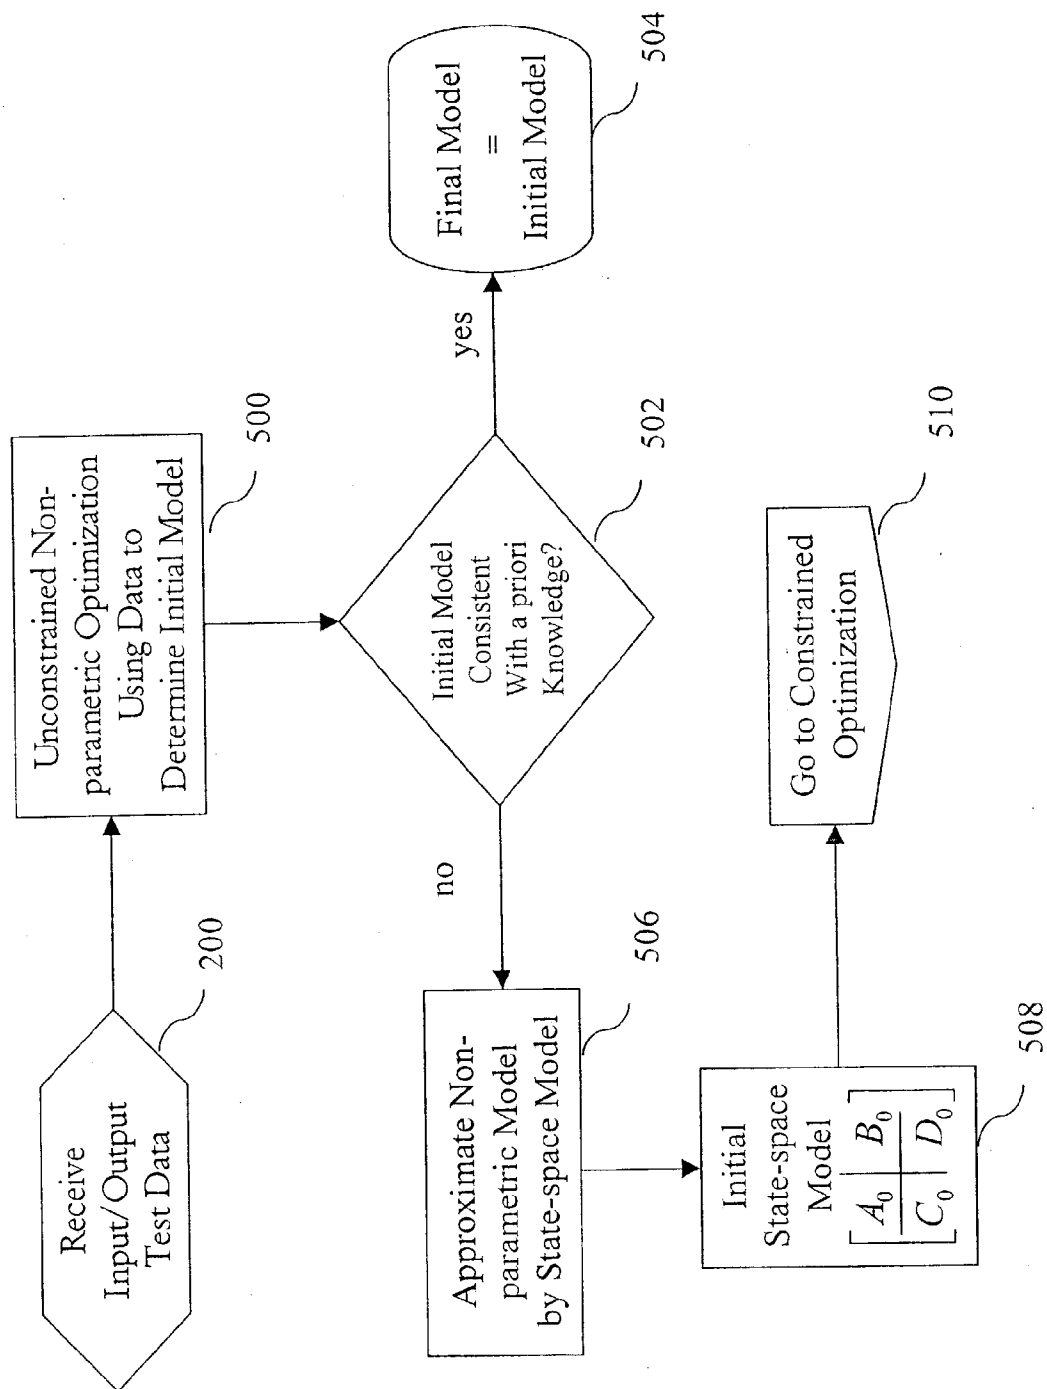 Receive
Input/Output
Test Data
200
Unconstrained Non-
parametric Optimization
Using Data to
Determine Initial Model
500
Initial Model
Consistent
With a priori
Knowledge?
502
yes
Final Model
=
Initial Model
504
no
Approximate Non-
parametric Model
by State-space Model
506
Initial
State-space
Model
A₀ B₀
C₀ D₀
508
Go to Constrained
Optimization
510